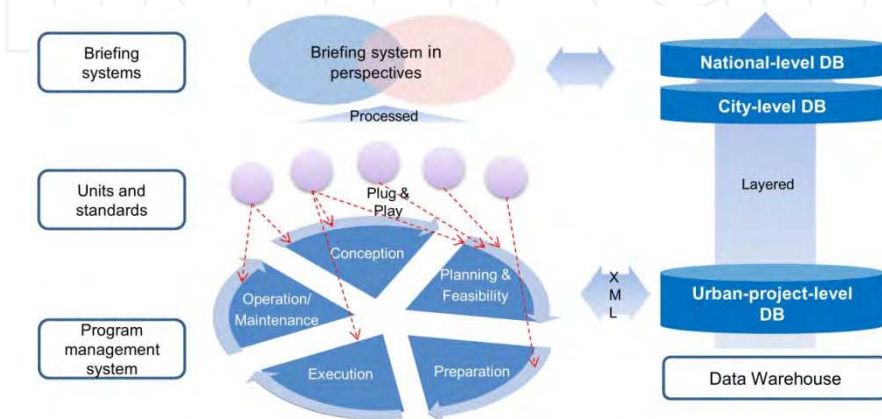 Briefing
systems
Briefing system in
perspectives
National-level DB
City-level DB
Processed
Units and
standards
Plug &
Play
Layered
Conception
Planning &
Feasibility
Operation/
Maintenance
X
M
L
Urban-project-level
DB
Program
management
system
Execution
Preparation
Data Warehouse